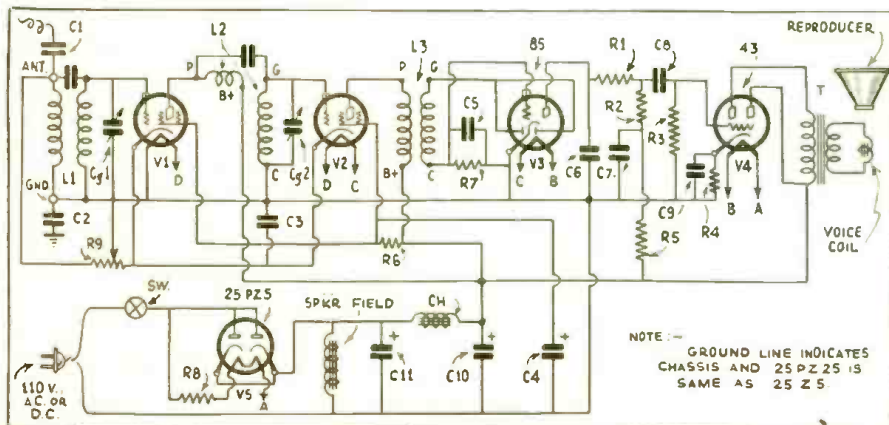 C1
L2
L3
85
R1
C8
43
REPRODUCER
ANT.
P
G
P
G
B+
C5
R2
R3
T
L1
Cg1
V1
D
C
Cg2
V2
D
C
B+
C
R7
V3
C
B
C6
C7
C9
R4
V4
B
A
GND
C2
C3
R9
R6
R5
VOICE
COIL
SW.
25 PZ5
SPKR FIELD
CH
R8
V5
A
+
C11
+
C10
+
C4
110 V.
A.C. OR
D.C.
NOTE:-
GROUND LINE INDICATES
CHASSIS AND 25PZ25 IS
SAME AS 25Z5.